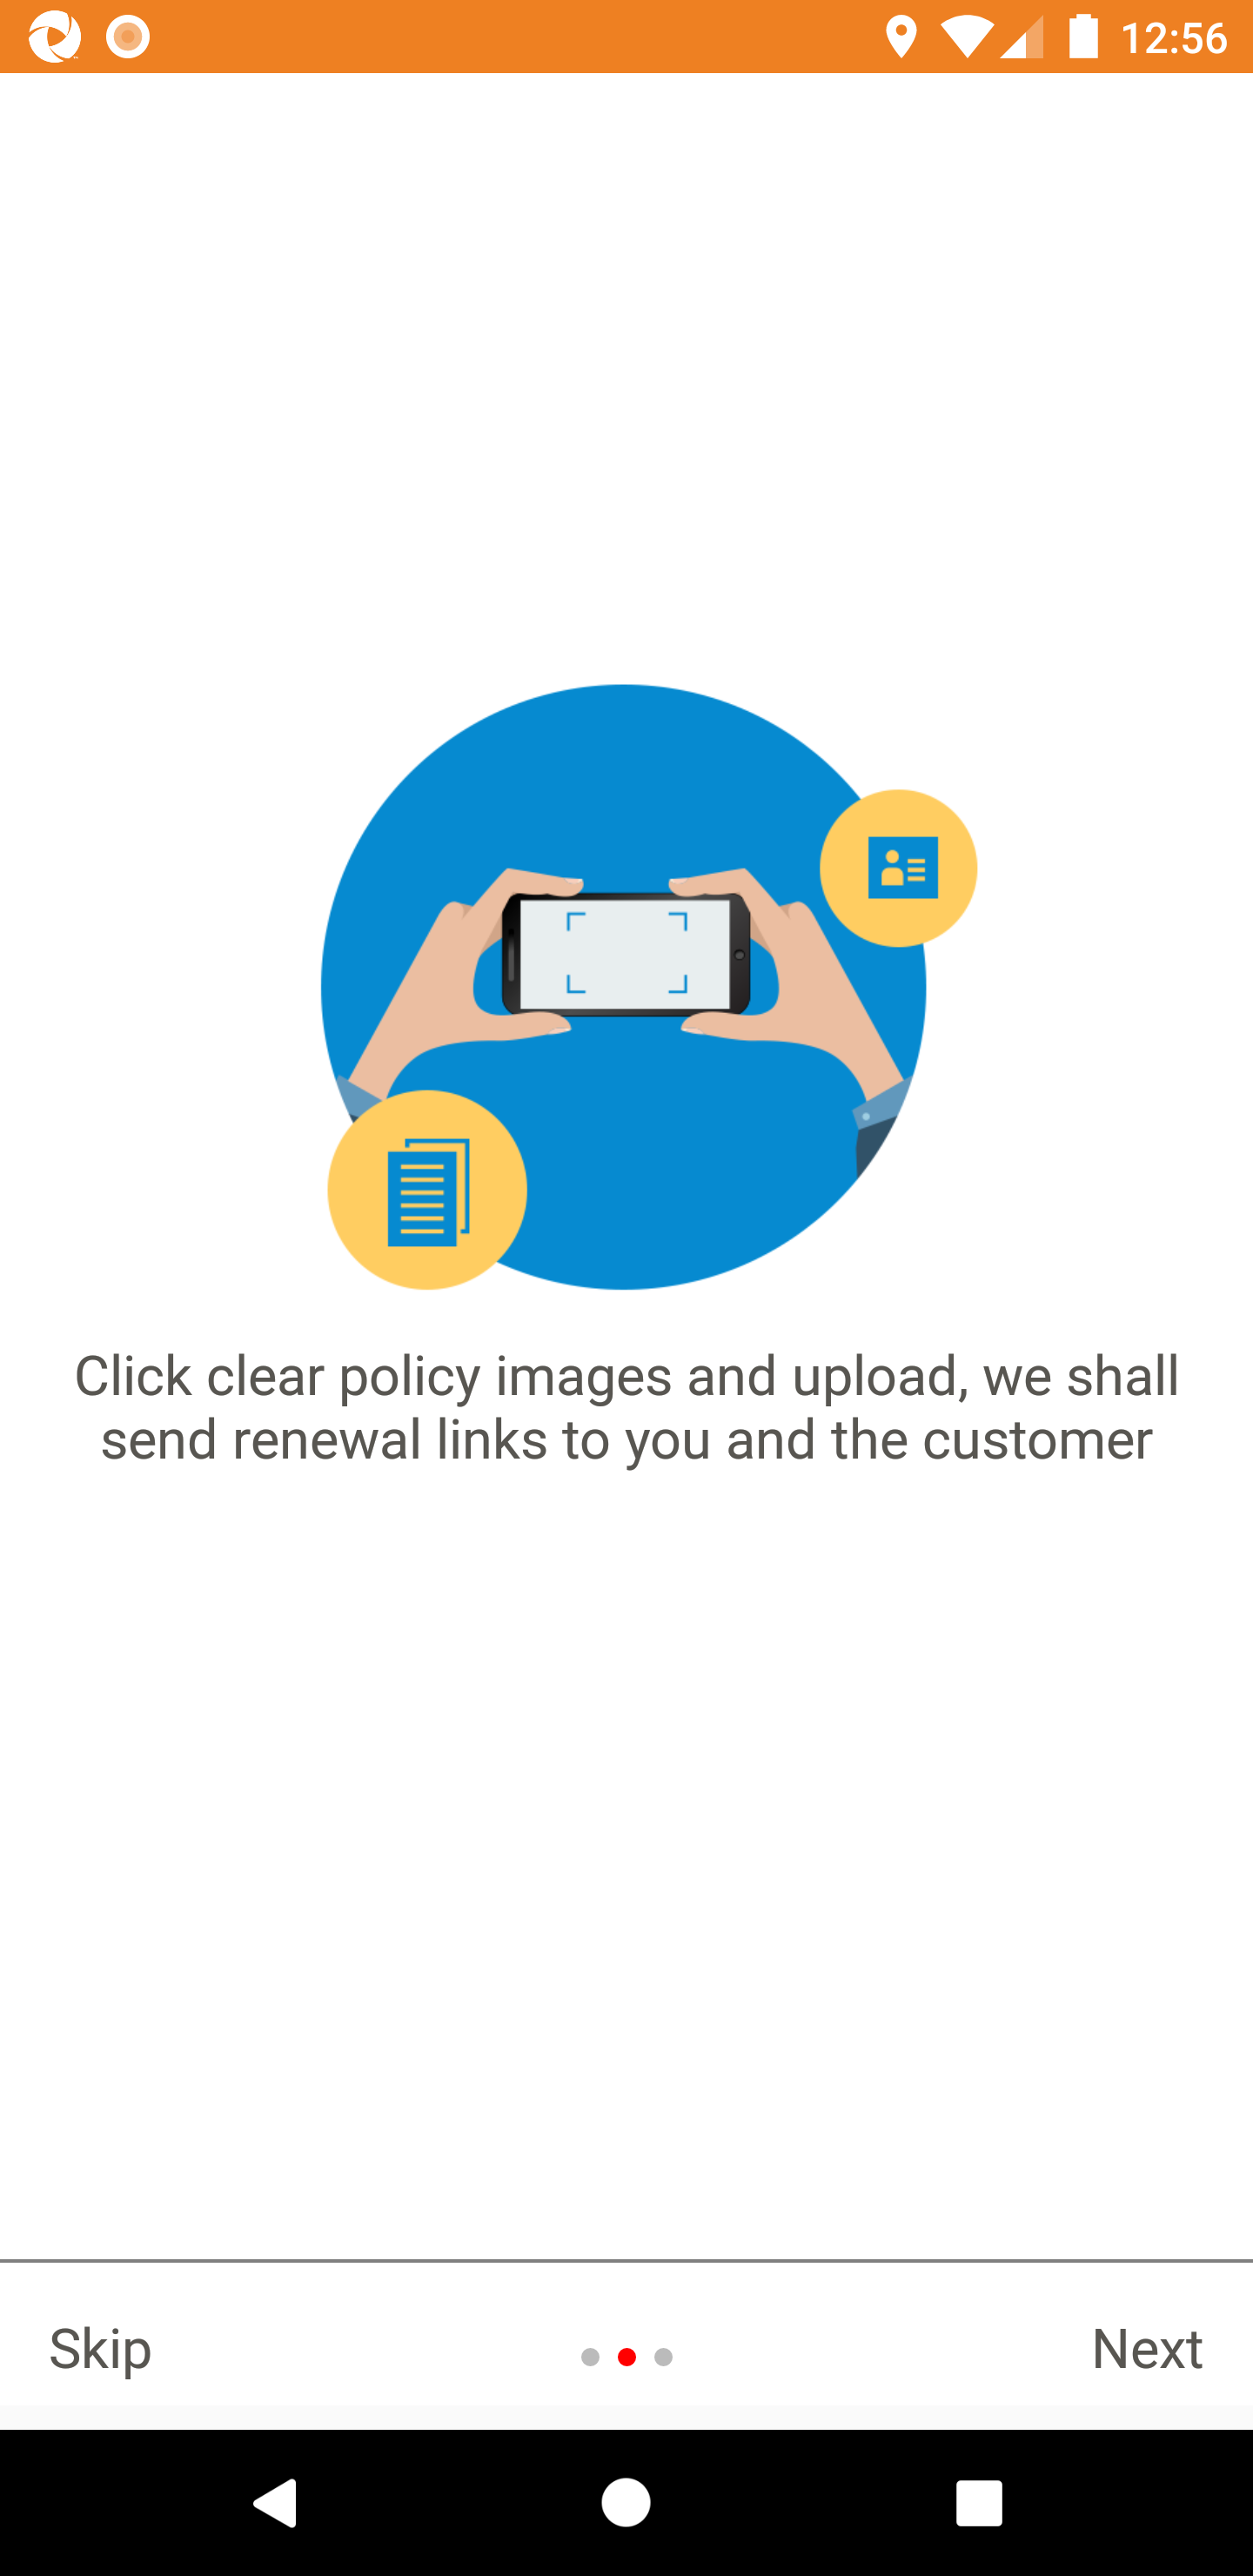 12:56
Click clear policy images and upload, we shall
send renewal links to you and the customer
Skip
Next